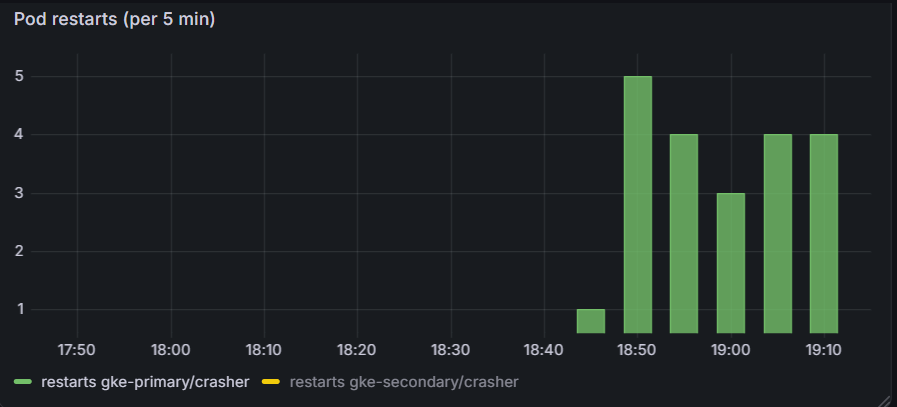 Pod restarts (per 5 min)
5
4
3
2
1
17:50 18:00 18:10 18:20 18:30 18:40 18:50 19:00 19:10
restarts gke-primary/crasher restarts gke-secondary/crasher